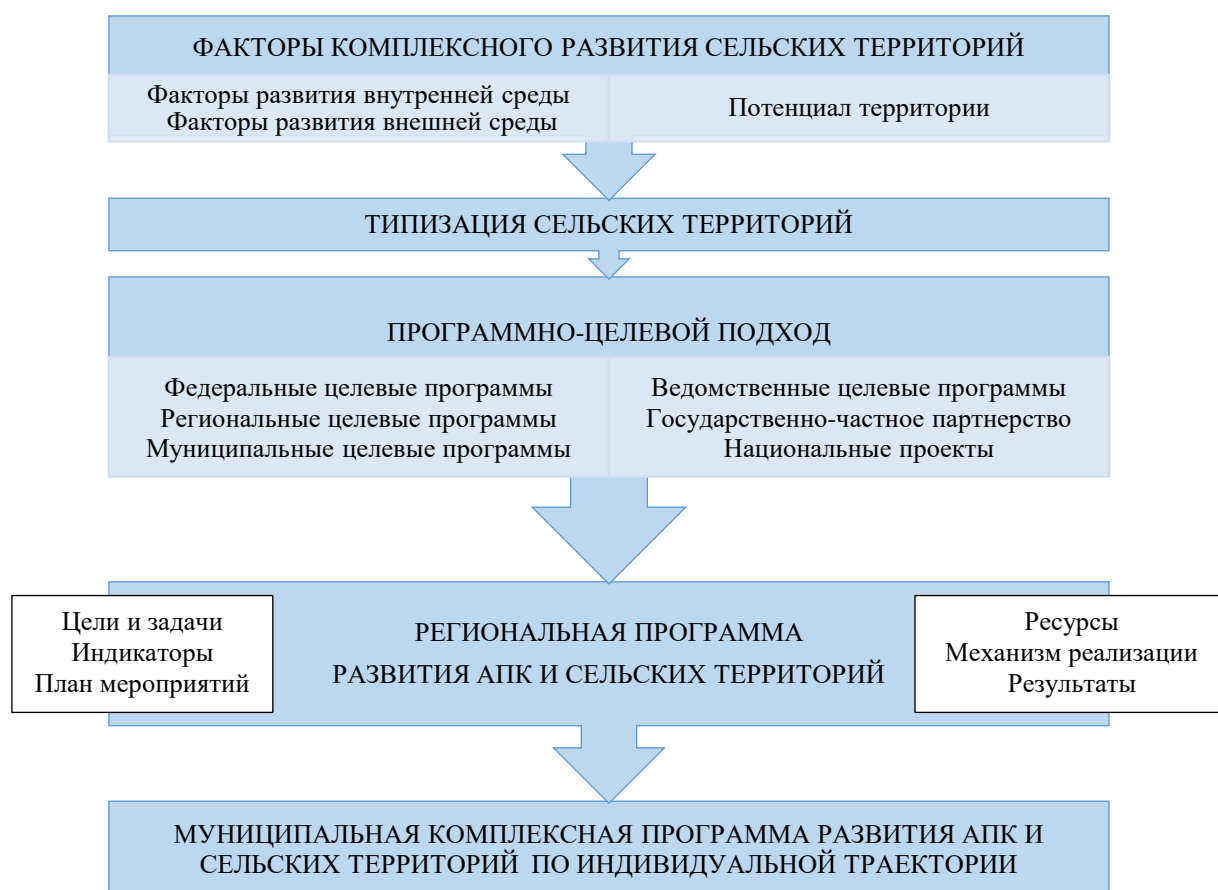 ФАКТОРЫ КОМПЛЕКСНОГО РАЗВИТИЯ СЕЛЬСКИХ ТЕРРИТОРИЙ
Факторы развития внутренней среды
Факторы развития внешней среды
Потенциал территории
ТИПИЗАЦИЯ СЕЛЬСКИХ ТЕРРИТОРИЙ
ПРОГРАММНО-ЦЕЛЕВОЙ ПОДХОД
Федеральные целевые программы
Региональные целевые программы
Муниципальные целевые программы
Ведомственные целевые программы
Государственно-частное партнерство
Национальные проекты
Цели и задачи
Индикаторы
План мероприятий
РЕГИОНАЛЬНАЯ ПРОГРАММА
РАЗВИТИЯ АПК И СЕЛЬСКИХ ТЕРРИТОРИЙ
Ресурсы
Механизм реализации
Результаты
МУНИЦИПАЛЬНАЯ КОМПЛЕКСНАЯ ПРОГРАММА РАЗВИТИЯ АПК И
СЕЛЬСКИХ ТЕРРИТОРИЙ ПО ИНДИВИДУАЛЬНОЙ ТРАЕКТОРИИ